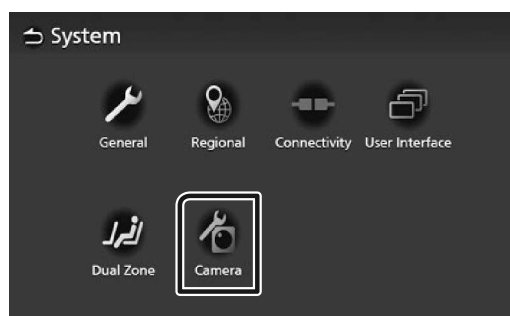 System
General
Regional
Connectivity
User Interface
Dual Zone
Camera